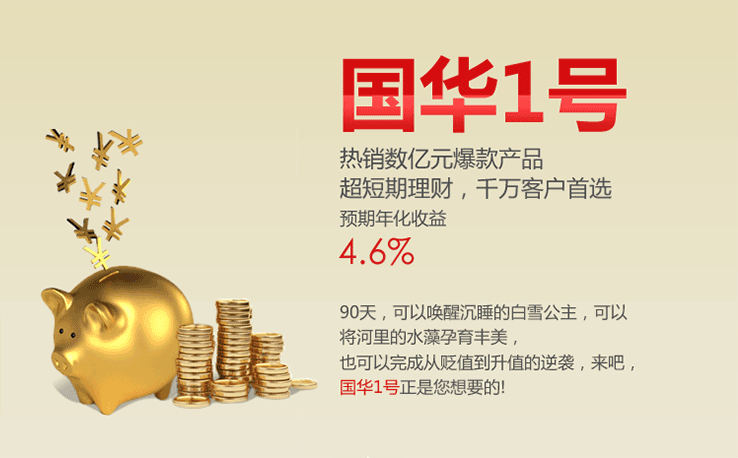 国华1号
热销数亿元爆款产品
超短期理财，千万客户首选
预期年化收益
4.6%
90天，可以唤醒沉睡的白雪公主，可以
将河里的水藻孕育丰美，
也可以完成从贬值到升值的逆袭，来吧，
国华1号正是您想要的!